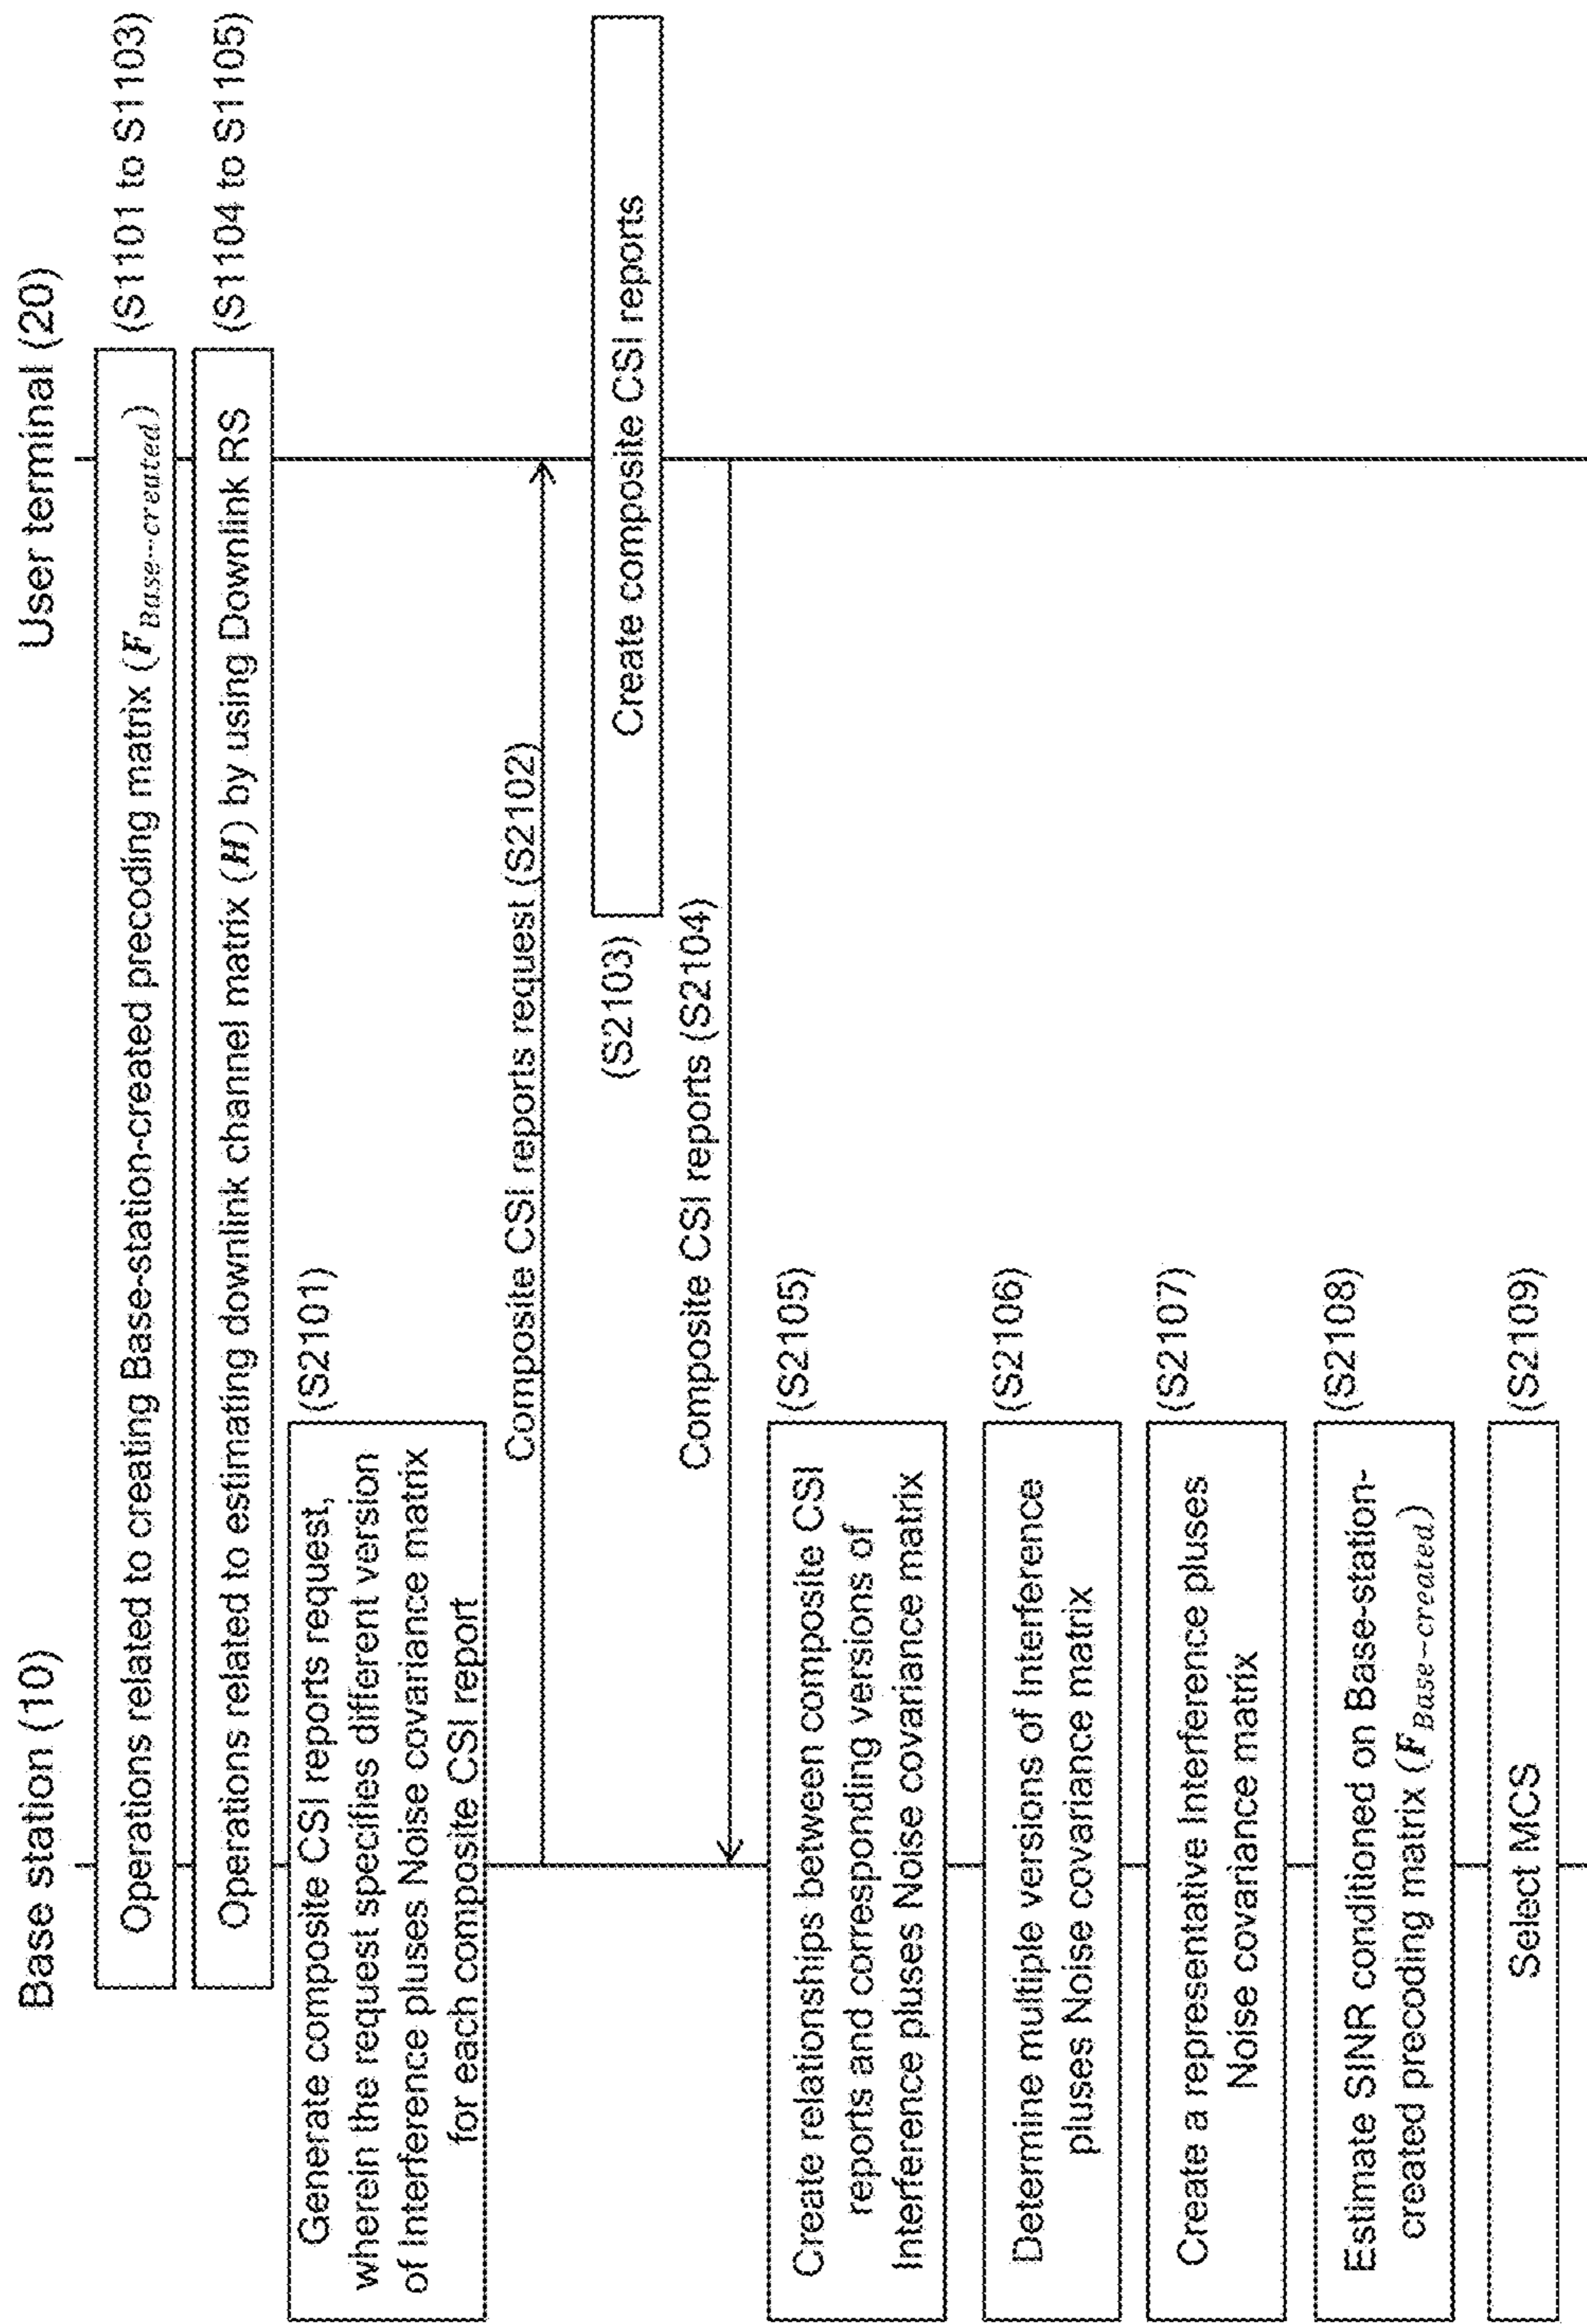 Base station (10)
User terminal (20)
Operations related to creating Base-station-created precoding matrix (F Base-created)
(S1101 to S1103)
Operations related to estimating downlink channel matrix (H) by using Downlink RS
(S1104 to S1105)
Generate composite CSI reports request,
wherein the request specifies different version
of Interference pluses Noise covariance matrix
for each composite CSI report
(S2101)
Composite CSI reports request (S2102)
(S2103)
Create composite CSI reports
Composite CSI reports (S2104)
Create relationships between composite CSI
reports and corresponding versions of
Interference pluses Noise covariance matrix
(S2105)
Determine multiple versions of Interference
pluses Noise covariance matrix
(S2106)
Create a representative Interference pluses
Noise covariance matrix
(S2107)
Estimate SINR conditioned on Base-station-
created precoding matrix (F Base-created)
(S2108)
Select MCS
(S2109)